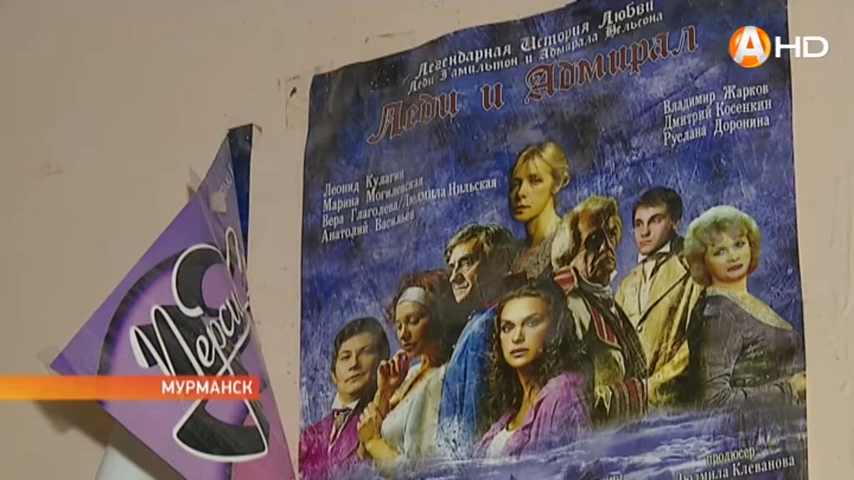 HD
Легендарная История Любви
Леди Гамильтон и Адмирала Нельсона
Леди и Адмирал
Владимир Жарков
Дмитрий Косенкин
Руслана Доронина
Леонид Кулагин
Марина Могилевская
Вера Глаголева/Людмила Нильская
Анатолий Васильев
Перси
МУРМАНСК
продюсер
Людмила Клеванова